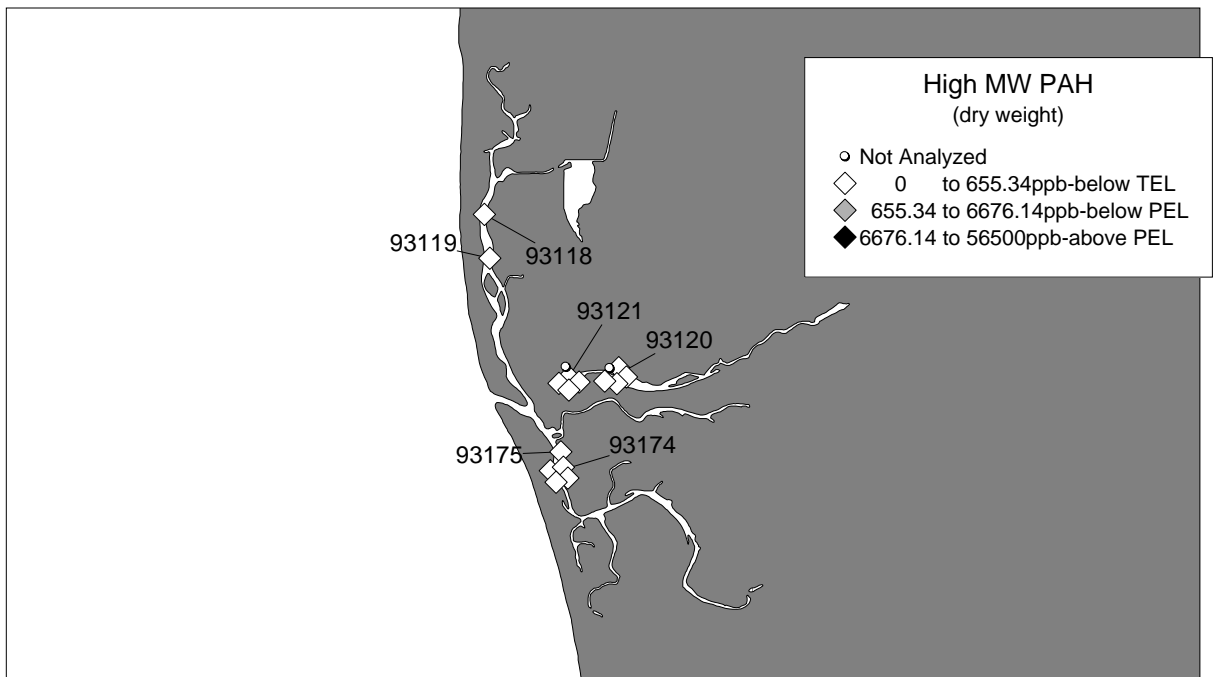 High MW PAH
(dry weight)
Not Analyzed
0 to 655.34ppb-below TEL
655.34 to 6676.14ppb-below PEL
6676.14 to 56500ppb-above PEL
93119
93118
93121
93120
93175
93174